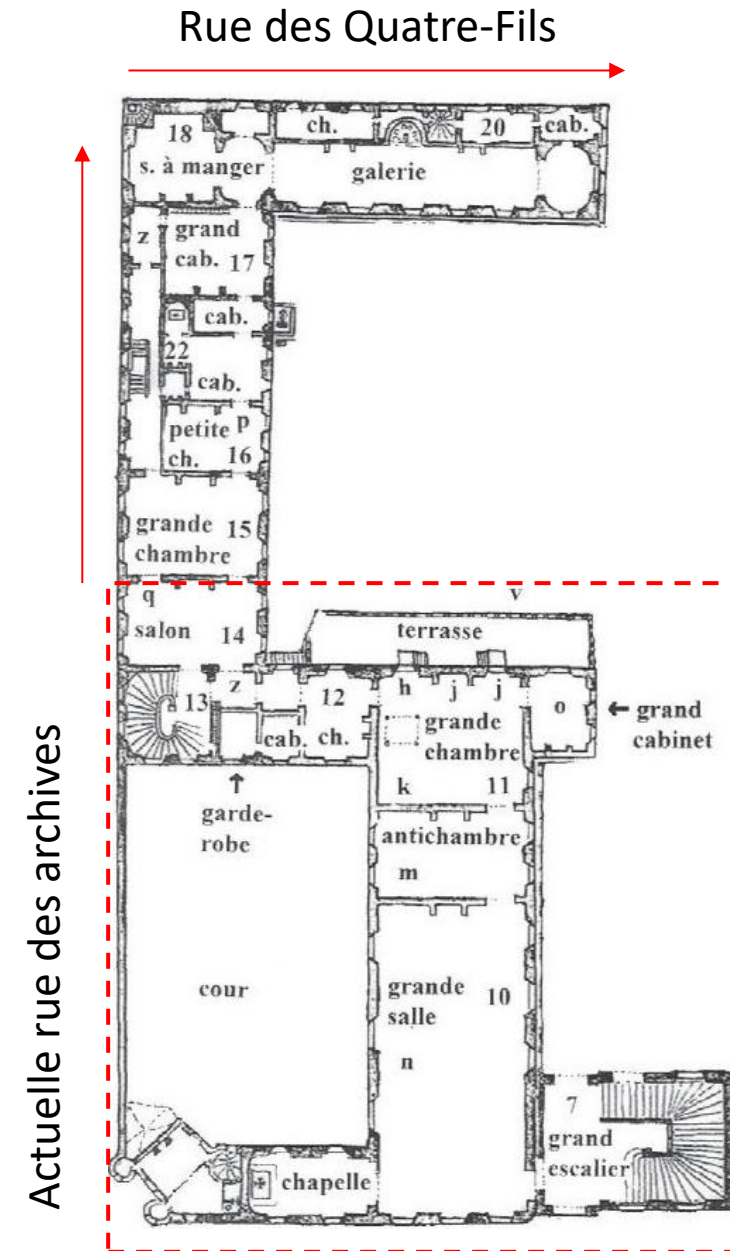 Rue des Quatre-Fils
ch.
20
cab.
18
s. à manger
galerie
z
grand
cab. 17
cab.
22
cab.
petite p
ch. 16
grande 15
chambre
q
v
salon 14
terrasse
13
z
12
h
j
j
o
grand
cabinet
cab.
ch.
grande
chambre
k
11
garde-
robe
antichambre
m
cour
grande
salle
10
n
7
grand
escalier
chapelle
Actuelle rue des archives